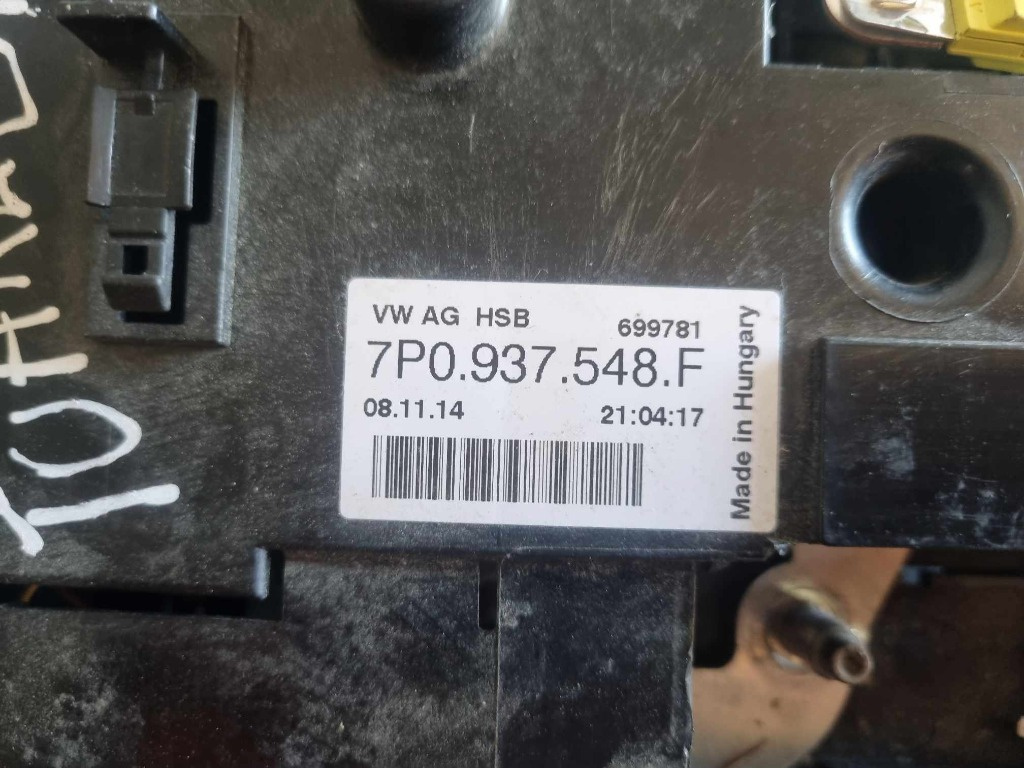 VW AG HSB 699781
7P0.937.548.F
08.11.14 21:04:17
Made in Hungary